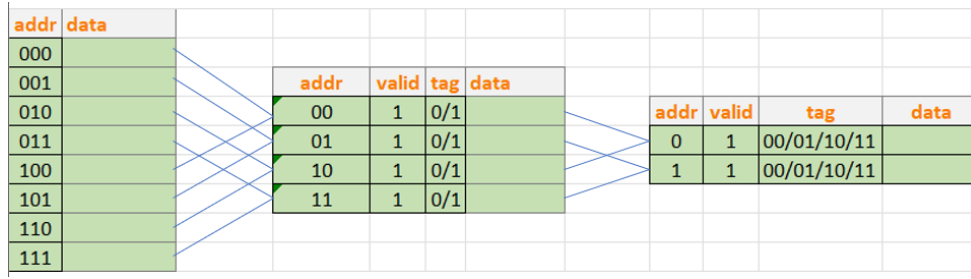 addr data
000
001
010
011
100
101
110
111
addr valid tag data
00 1 0/1
01 1 0/1
10 1 0/1
11 1 0/1
addr valid tag data
0 1 00/01/10/11
1 1 00/01/10/11